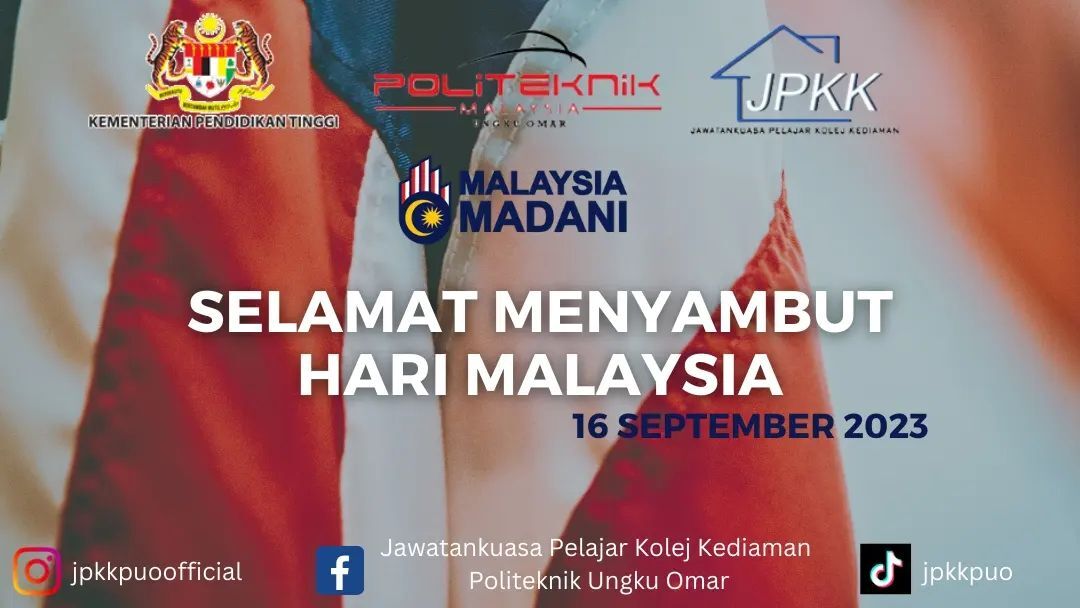 KEMENTERIAN PENDIDIKAN TINGGI
POLITEKNIK
MALAYSIA
UNGKU OMAR
JPKK
JAWATANKUASA PELAJAR KOLEJ KEDIAMAN
MALAYSIA
MADANI
SELAMAT MENYAMBUT
HARI MALAYSIA
16 SEPTEMBER 2023
jpkkpuoofficial
Jawatankuasa Pelajar Kolej Kediaman
Politeknik Ungku Omar
jpkkpuo